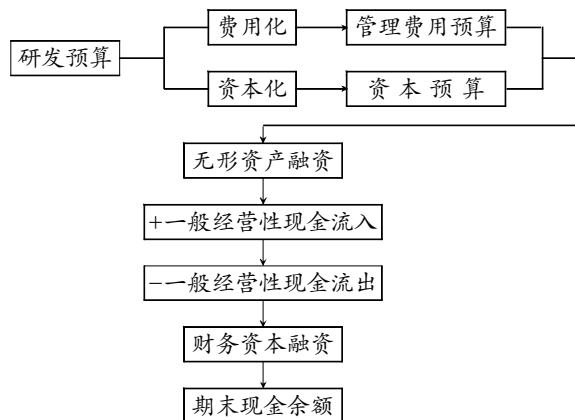 费用化
管理费用预算
研发预算
资本化
资本预算
无形资产融资
+一般经营性现金流入
-一般经营性现金流出
财务资本融资
期末现金余额